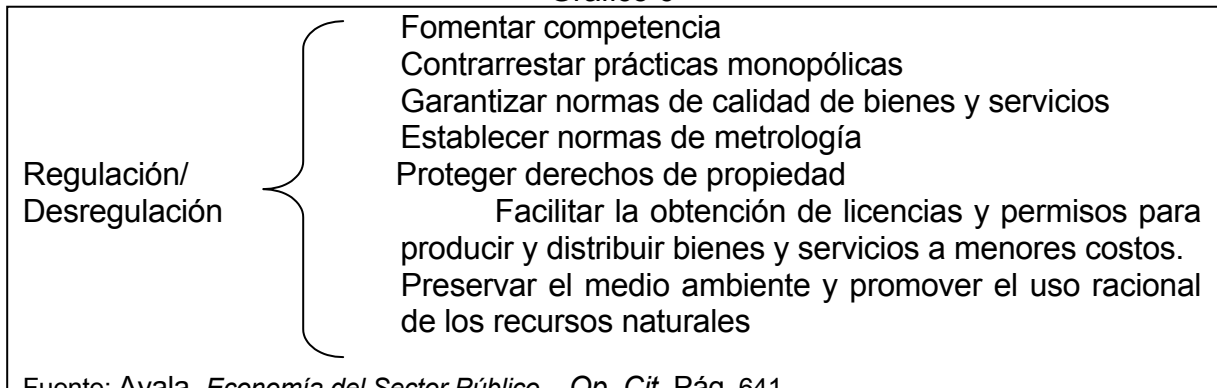 Fomentar competencia
Contrarrestar prácticas monopólicas
Garantizar normas de calidad de bienes y servicios
Establecer normas de metrología
Regulación/
Desregulación
Proteger derechos de propiedad
Facilitar la obtención de licencias y permisos para
producir y distribuir bienes y servicios a menores costos.
Preservar el medio ambiente y promover el uso racional
de los recursos naturales
Fuente: Ayala, Economía del Sector Público... Op. Cit. Pág. 641